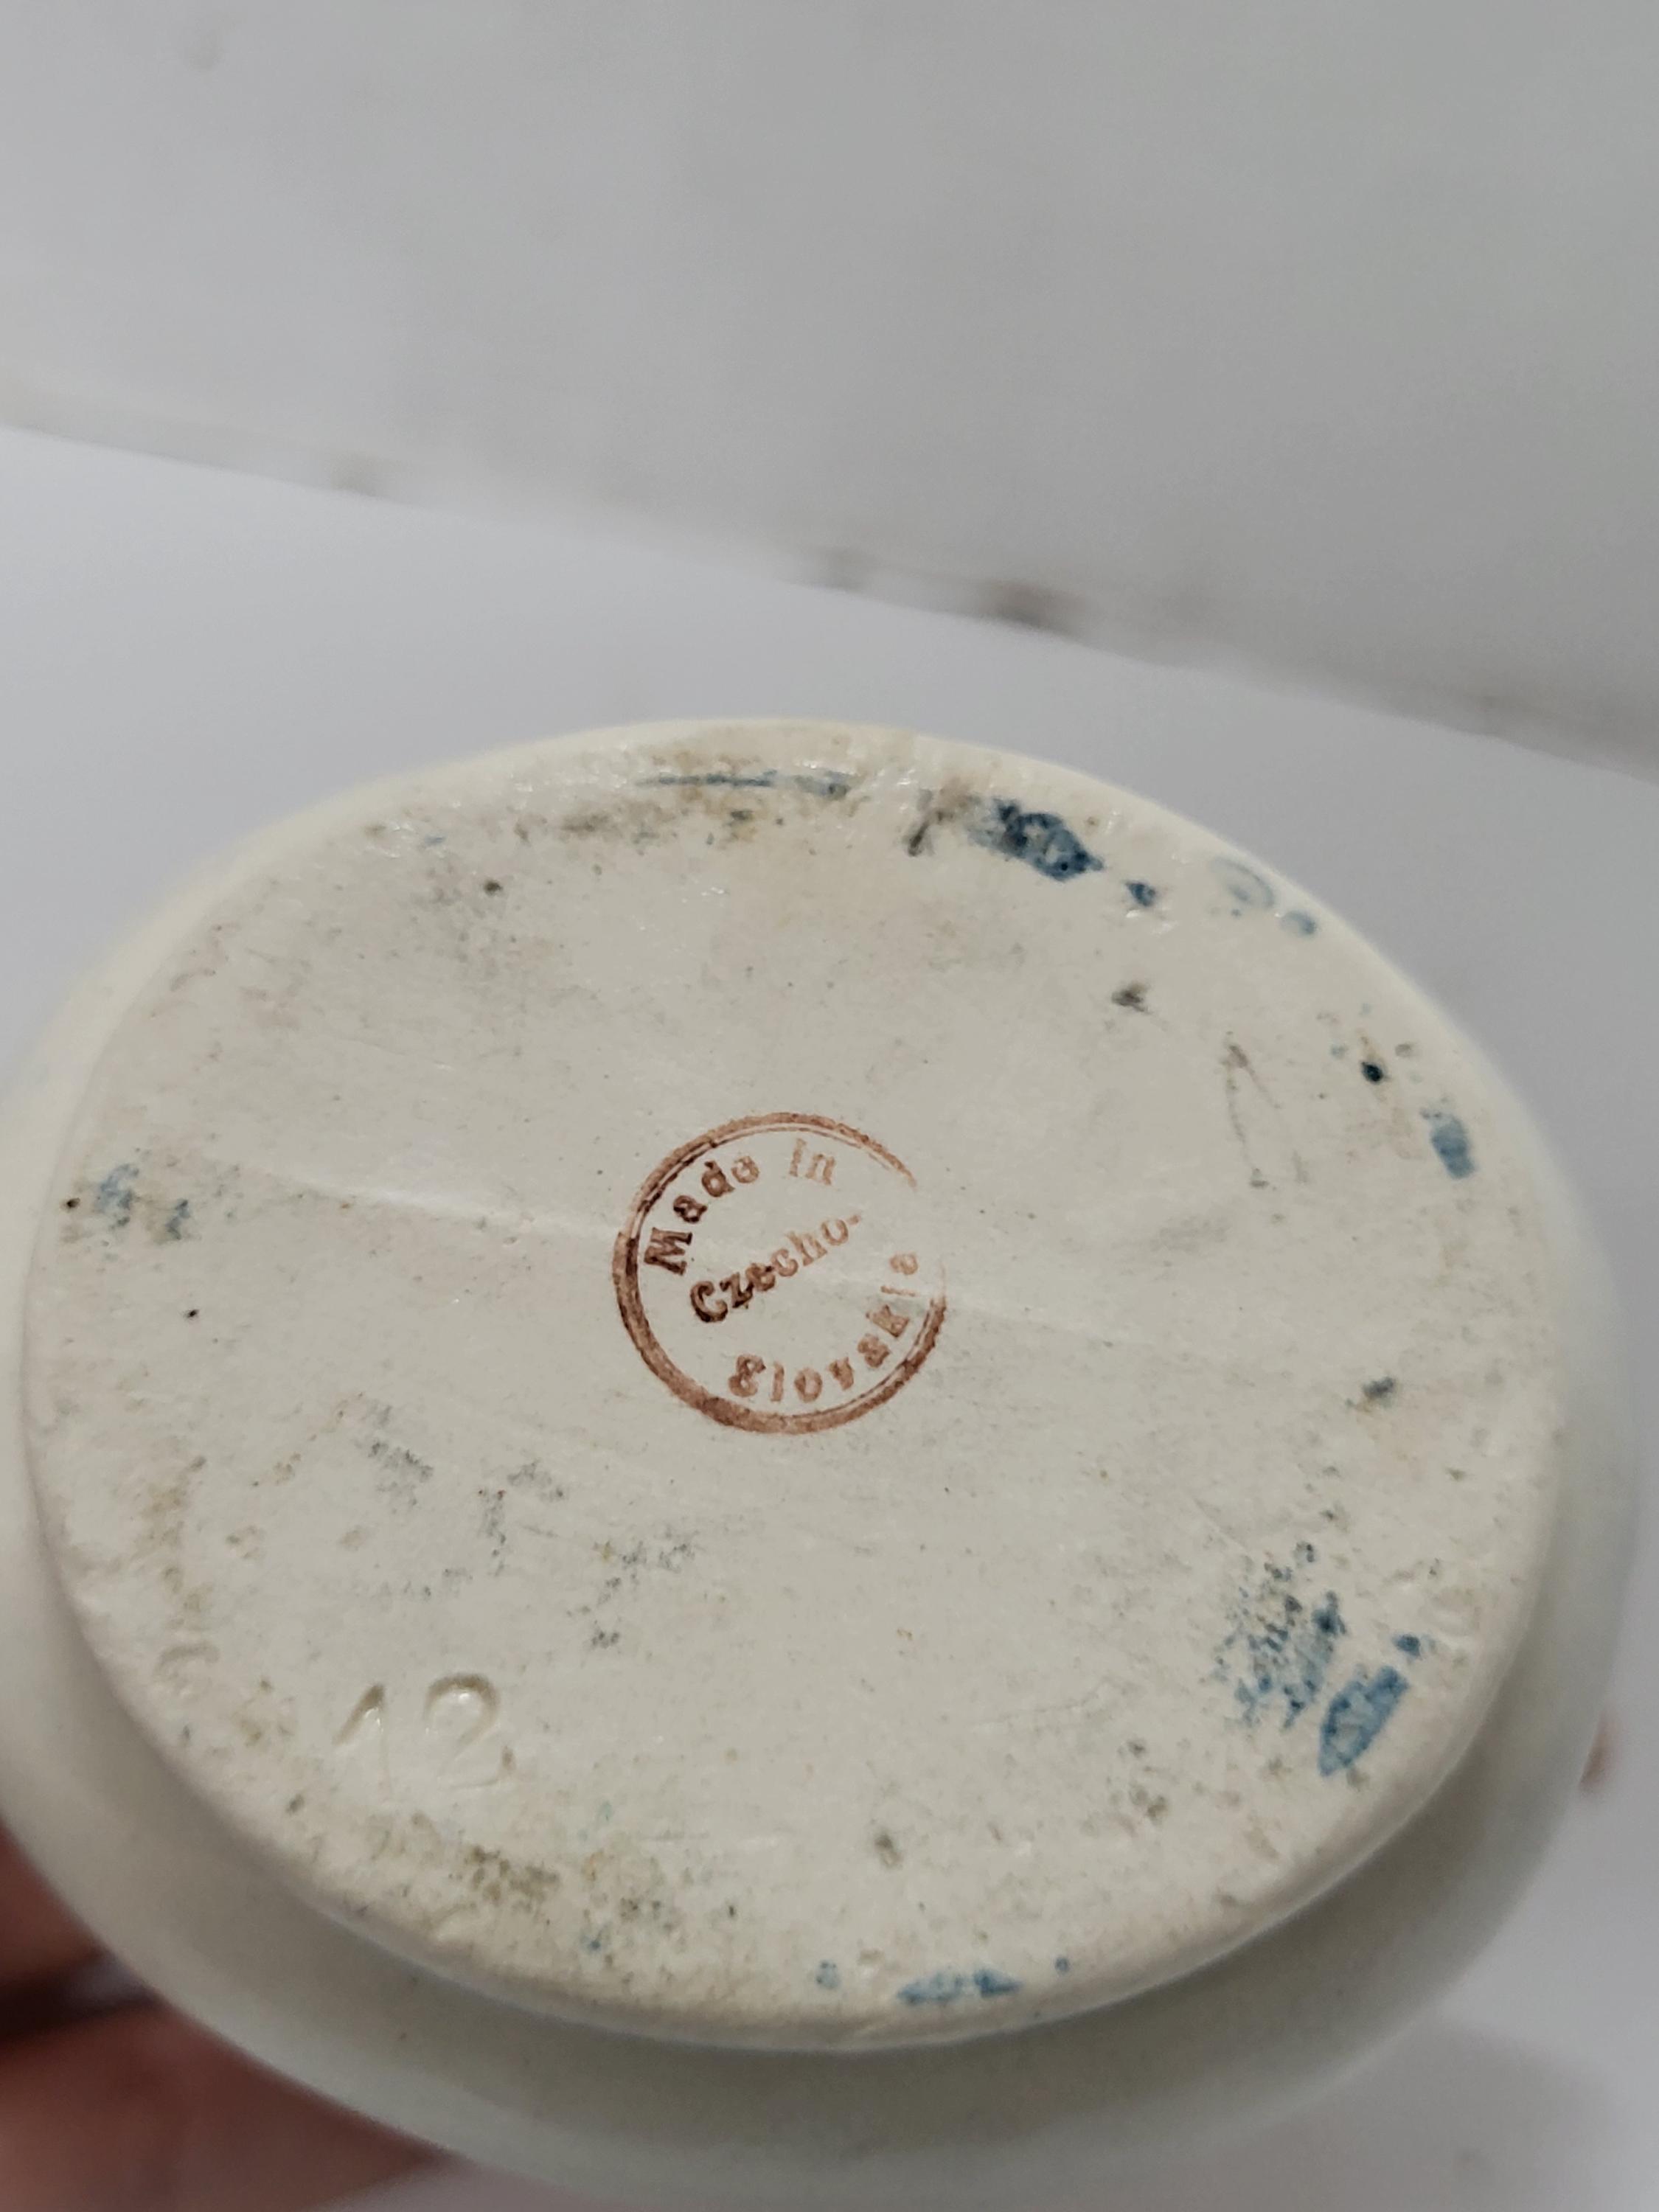 Made in
Czecho-
Slovakia
12